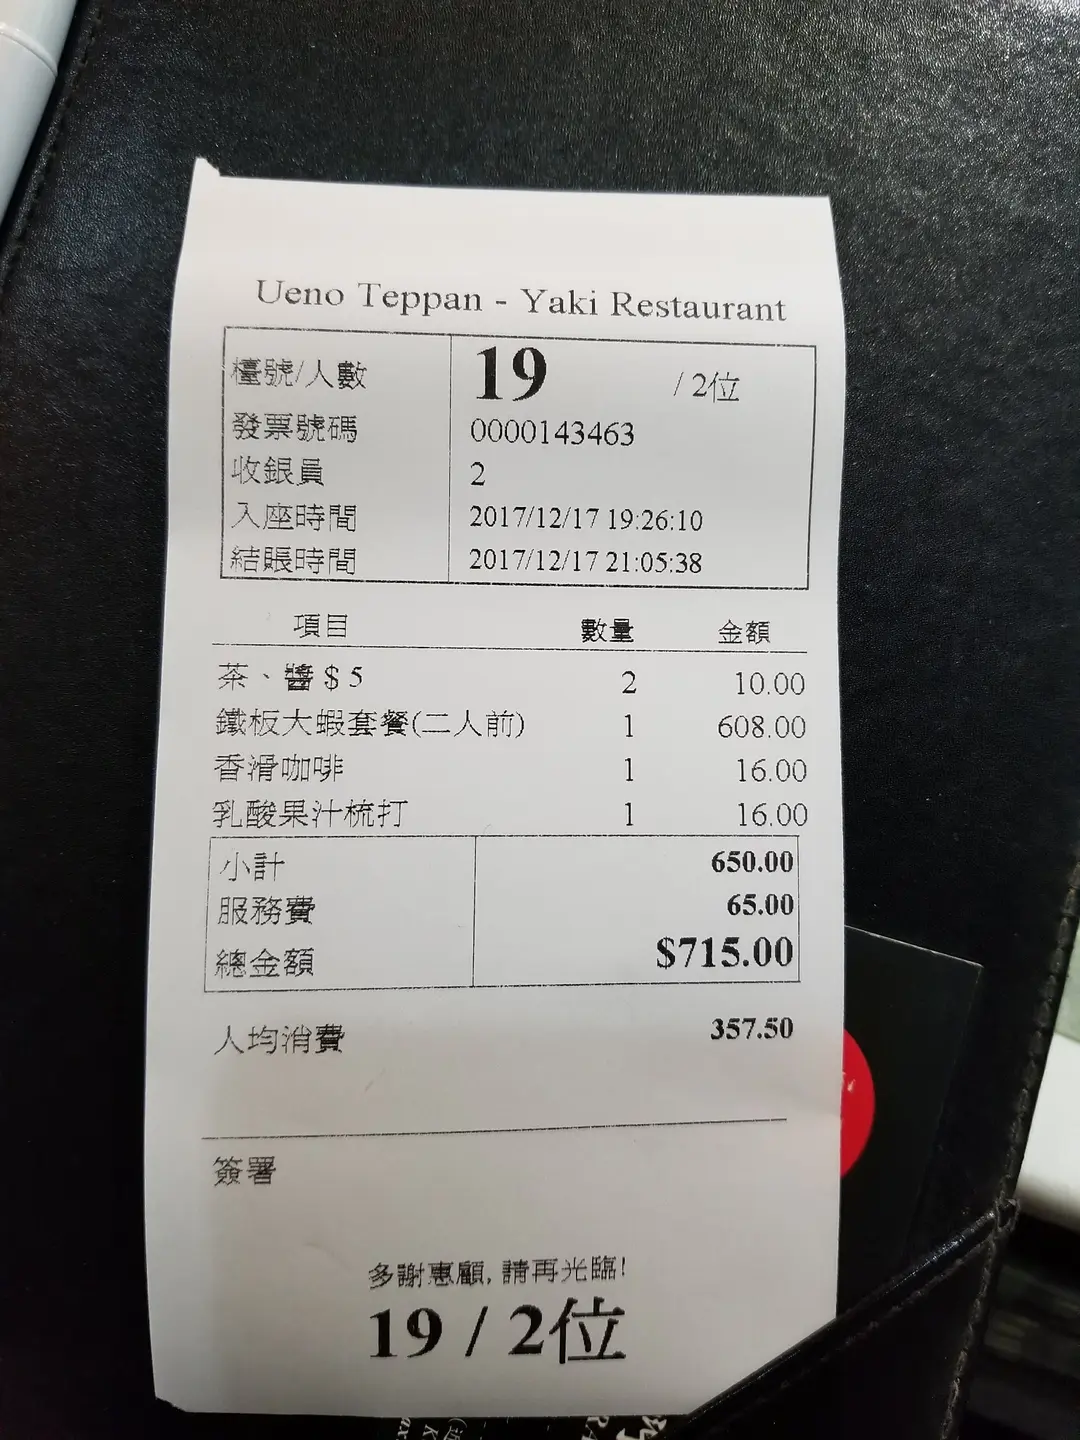 Ueno Teppan - Yaki Restaurant
檯號/人數 19 / 2位
發票號碼 0000143463
收銀員 2
入座時間 2017/12/17 19:26:10
結賬時間 2017/12/17 21:05:38
項目 數量 金額
茶、醬 $ 5 2 10.00
鐵板大蝦套餐(二人前) 1 608.00
香滑咖啡 1 16.00
乳酸果汁梳打 1 16.00
小計 650.00
服務費 65.00
總金額 $715.00
人均消費 357.50
簽署
多謝惠顧, 請再光臨!
19 / 2位